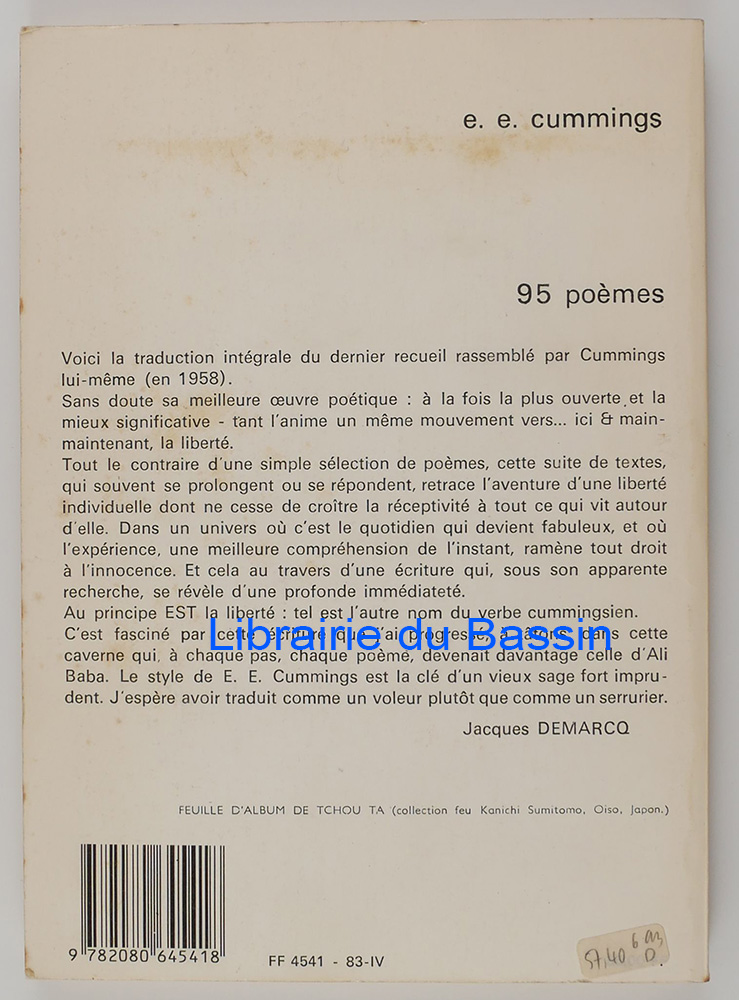 e. e. cummings
95 poèmes
Voici la traduction intégrale du dernier recueil rassemblé par Cummings
lui-même (en 1958).
Sans doute sa meilleure œuvre poétique : à la fois la plus ouverte et la
mieux significative - tant l'anime un même mouvement vers... ici & main-
maintenant, la liberté.
Tout le contraire d'une simple sélection de poèmes, cette suite de textes,
qui souvent se prolongent ou se répondent, retrace l'aventure d'une liberté
individuelle dont ne cesse de croître la réceptivité à tout ce qui vit autour
d'elle. Dans un univers où c'est le quotidien qui devient fabuleux, et où
l'expérience, une meilleure compréhension de l'instant, ramène tout droit
à l'innocence. Et cela au travers d'une écriture qui, sous son apparente
recherche, se révèle d'une profonde immédiateté.
Au principe EST la liberté : tel est l'autre nom du verbe cummingsien.
C'est fasciné par cette écriture que j'ai progressé, à tâtons, dans cette
Librairie du Bassin
caverne qui, à chaque pas, chaque poème, devenait davantage celle d'Ali
Baba. Le style de E. E. Cummings est la clé d'un vieux sage fort impru-
dent. J'espère avoir traduit comme un voleur plutôt que comme un serrurier.
Jacques DEMARCQ
FEUILLE D'ALBUM DE TCHOU TA (collection feu Kanichi Sumitomo, Oiso, Japon.)
9 782080 645418
FF 4541 - 83-IV
57,40
D